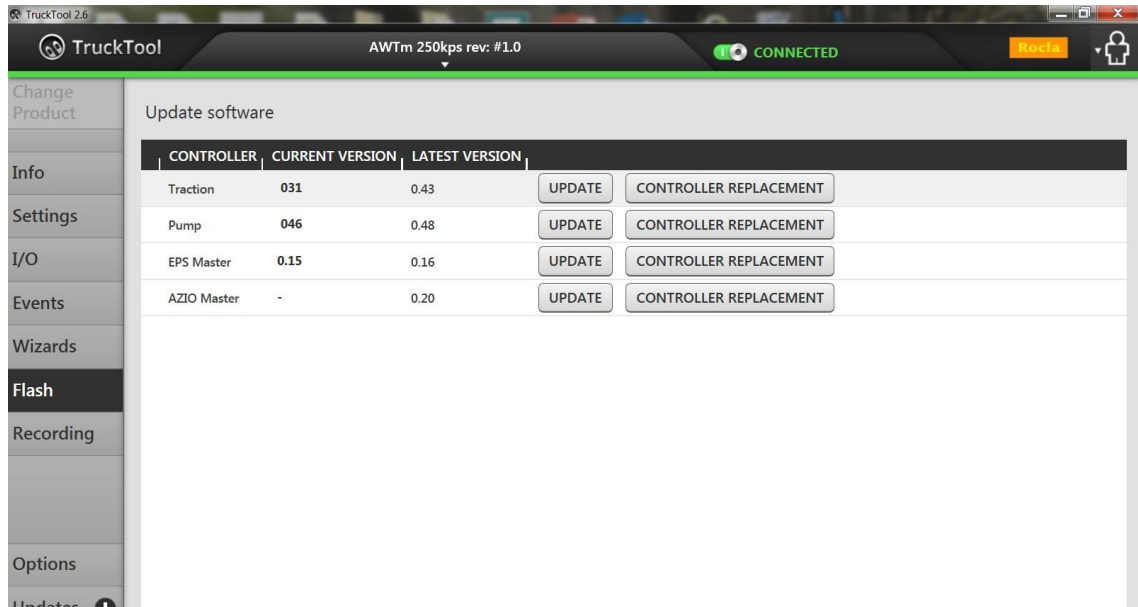 TruckTool 2.6
TruckTool
AWTm 250kps rev: #1.0
CONNECTED
Rocla
Change
Product
Info
Settings
I/O
Events
Wizards
Flash
Recording
Options
Updates
Update software
CONTROLLER CURRENT VERSION LATEST VERSION
Traction 031 0.43 UPDATE CONTROLLER REPLACEMENT
Pump 046 0.48 UPDATE CONTROLLER REPLACEMENT
EPS Master 0.15 0.16 UPDATE CONTROLLER REPLACEMENT
AZIO Master - 0.20 UPDATE CONTROLLER REPLACEMENT